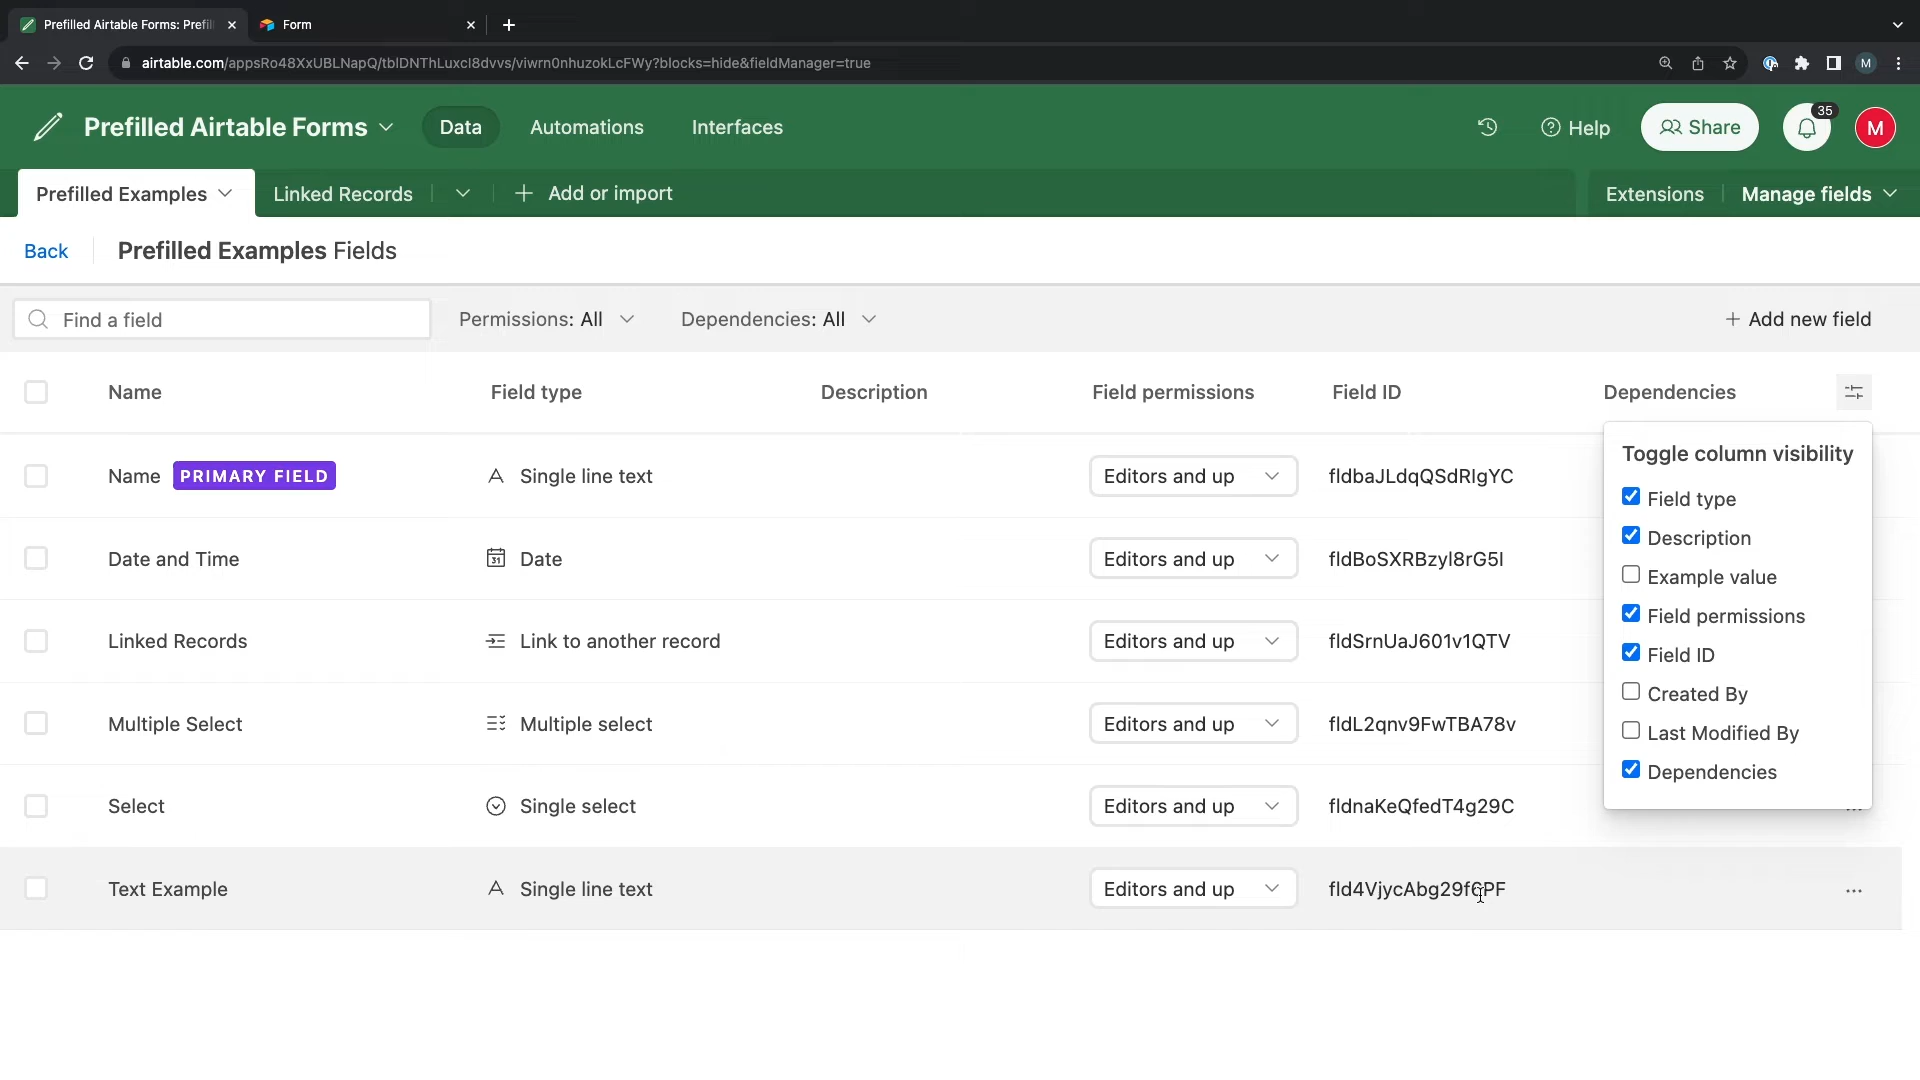 Prefilled Airtable Forms: Prefill
Form
airtable.com/appsRo48XxUBLNapQ/tblDNThLuxcI8dvvs/viwrn0nhuzokLcFWy?blocks=hide&fieldManager=true
M
Prefilled Airtable Forms
Data
Automations
Interfaces
Help
Share
35
M
Prefilled Examples
Linked Records
Add or import
Extensions
Manage fields
Back
Prefilled Examples Fields
Find a field
Permissions: All
Dependencies: All
Add new field
Name Field type Description Field permissions Field ID Dependencies
Name PRIMARY FIELD Single line text Editors and up fldbaJLdqQSdRIgYC
Date and Time 31 Date Editors and up fldBoSXRBzyl8rG5I
Linked Records Link to another record Editors and up fldSrnUaJ601v1QTV
Multiple Select Multiple select Editors and up fldL2qnv9FwTBA78v
Select Single select Editors and up fldnaKeQfedT4g29C
Text Example Single line text Editors and up fld4VjycAbg29f6PF
Toggle column visibility
Field type
Description
Example value
Field permissions
Field ID
Created By
Last Modified By
Dependencies